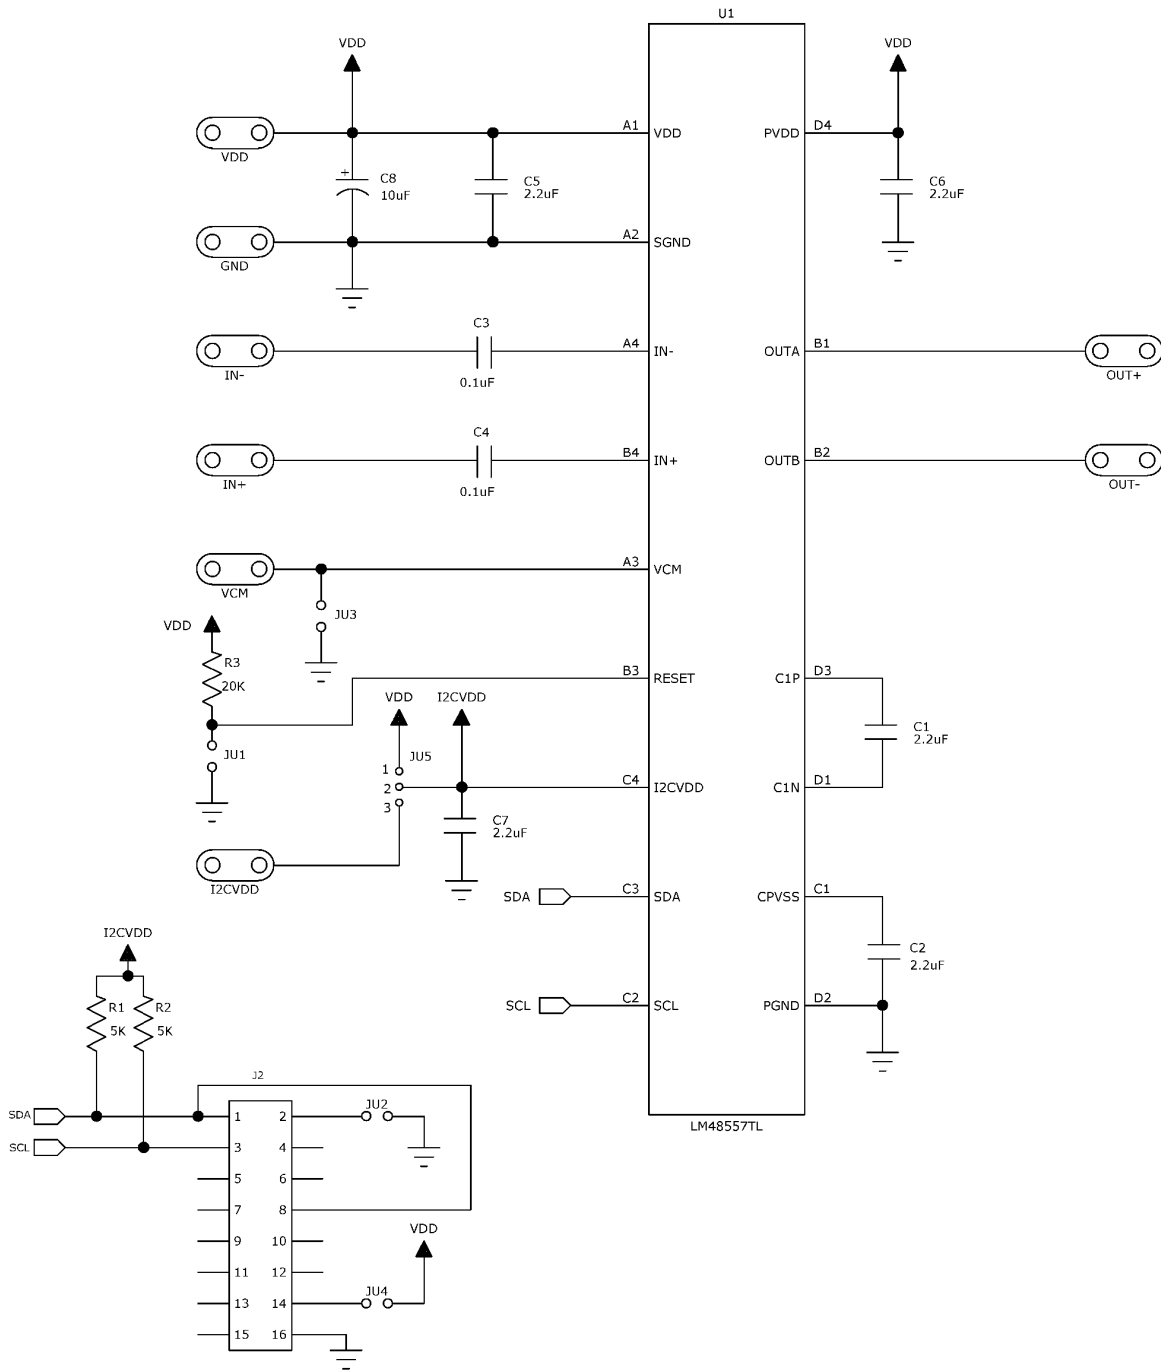 U1
VDD
VDD
A1
VDD
PVDD
D4
VDD
+
C8
10uF
C5
2.2uF
C6
2.2uF
A2
SGND
GND
C3
A4
IN-
OUTA
B1
IN-
0.1uF
OUT+
C4
B4
IN+
OUTB
B2
IN+
0.1uF
OUT-
A3
VCM
VCM
JU3
VDD
R3
20K
B3
RESET
C1P
D3
VDD
I2CVDD
C1
2.2uF
JU1
JU5
1
2
3
C4
I2CVDD
C1N
D1
C7
2.2uF
I2CVDD
SDA
C3
SDA
CPVSS
C1
I2CVDD
C2
2.2uF
R1
5K
R2
5K
SCL
C2
SCL
PGND
D2
J2
SDA
1
2
JU2
LM48557TL
SCL
3
4
5
6
7
8
VDD
9
10
11
12
13
14
JU4
15
16